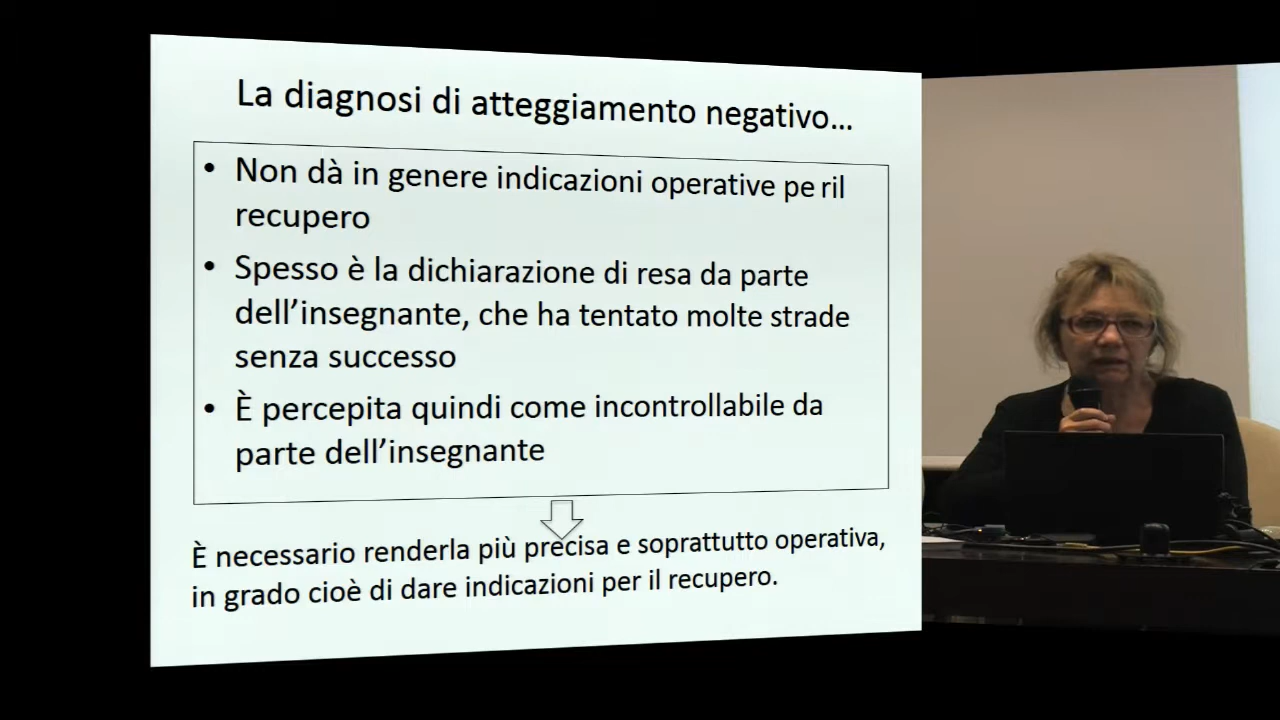 La diagnosi di atteggiamento negativo...
• Non dà in genere indicazioni operative pe ril
recupero
• Spesso è la dichiarazione di resa da parte
dell'insegnante, che ha tentato molte strade
senza successo
• È percepita quindi come incontrollabile da
parte dell'insegnante
È necessario renderla più precisa e soprattutto operativa,
in grado cioè di dare indicazioni per il recupero.